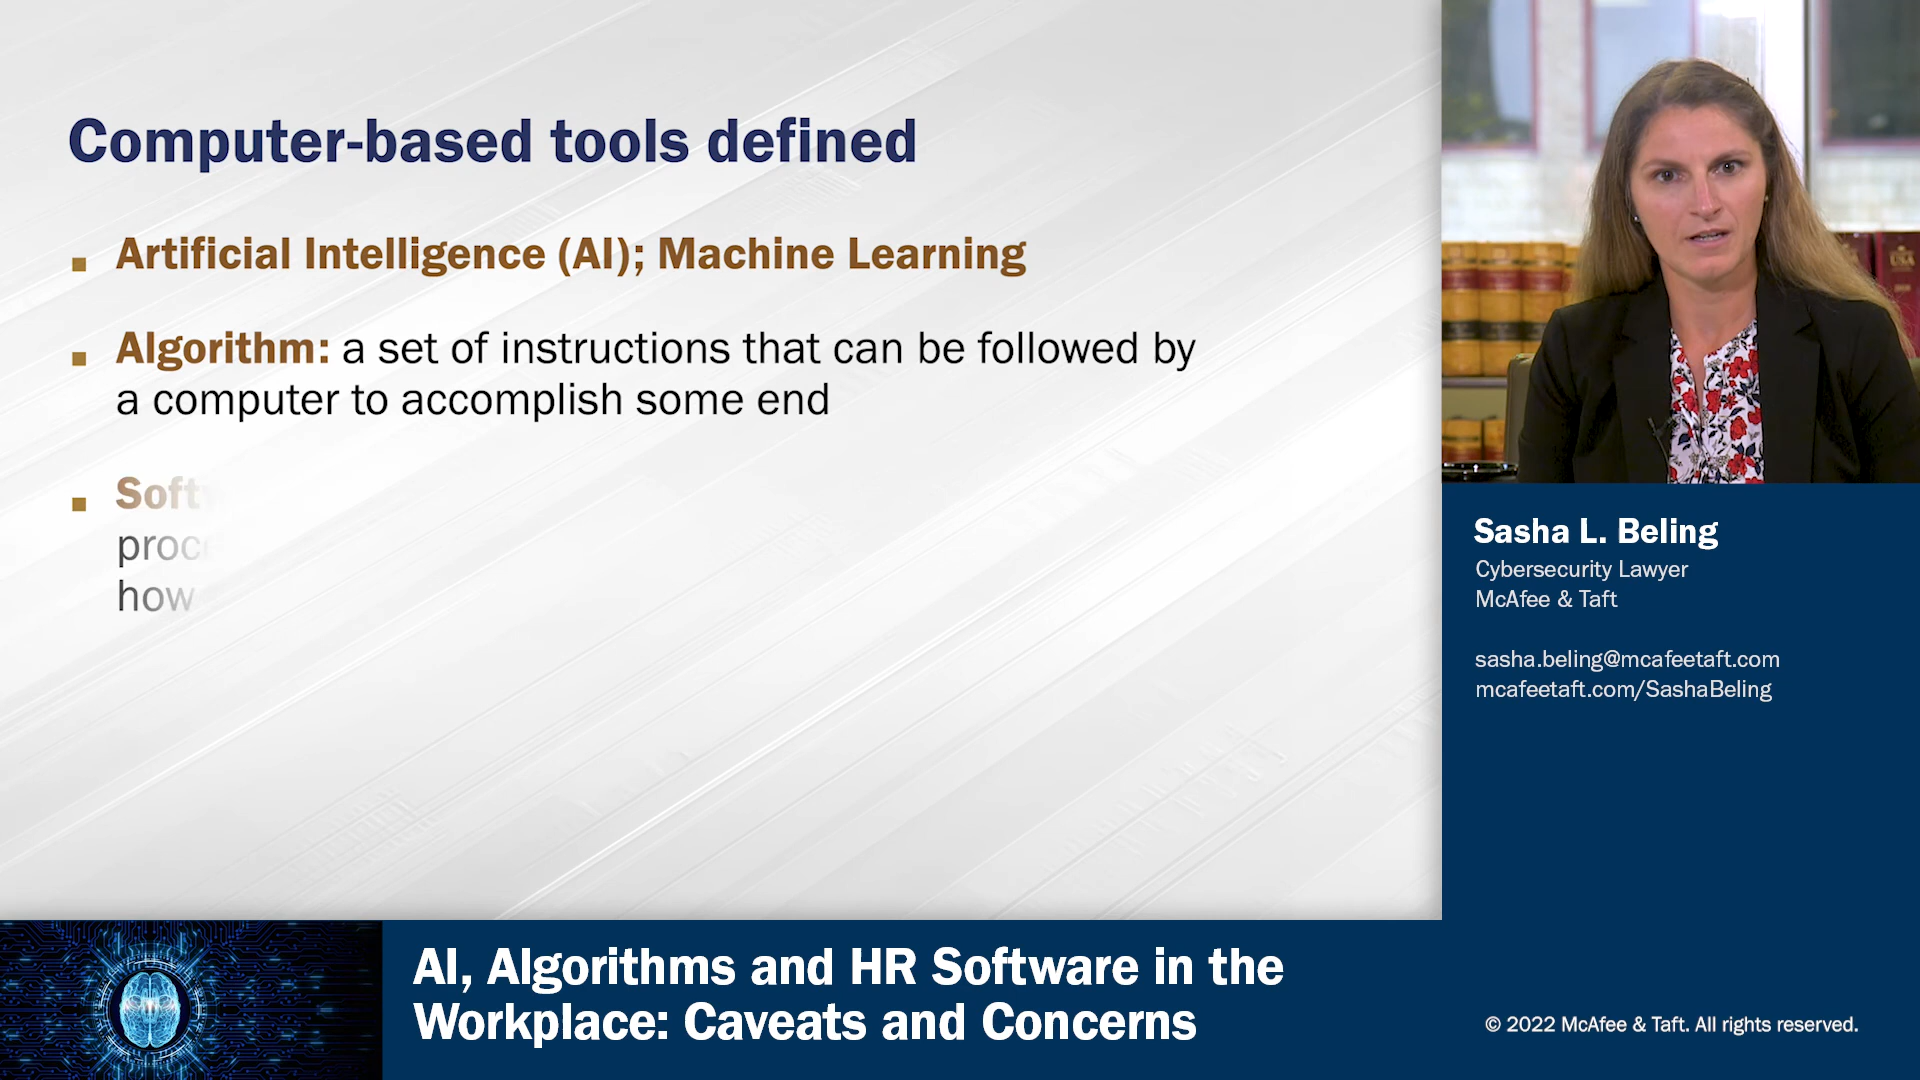 Computer-based tools defined
Artificial Intelligence (AI); Machine Learning
Algorithm: a set of instructions that can be followed by
a computer to accomplish some end
how
Sasha L. Beling
Cybersecurity Lawyer
McAfee & Taft
sasha.beling@mcafeetaft.com
mcafeetaft.com/SashaBeling
AI, Algorithms and HR Software in the
Workplace: Caveats and Concerns
© 2022 McAfee & Taft. All rights reserved.